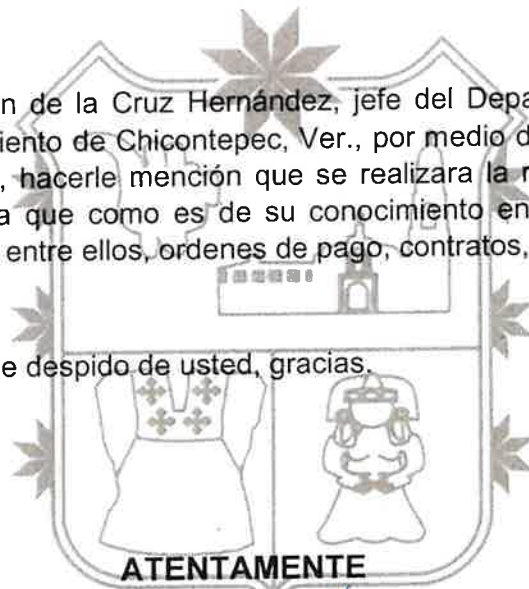 n de la Cruz Hernández, jefe del Depa
iento de Chicontepec, Ver., por medio d
, hacerle mención que se realizara la r
a que como es de su conocimiento en
entre ellos, ordenes de pago, contratos,
e despido de usted, gracias.
ATENTAMENTE